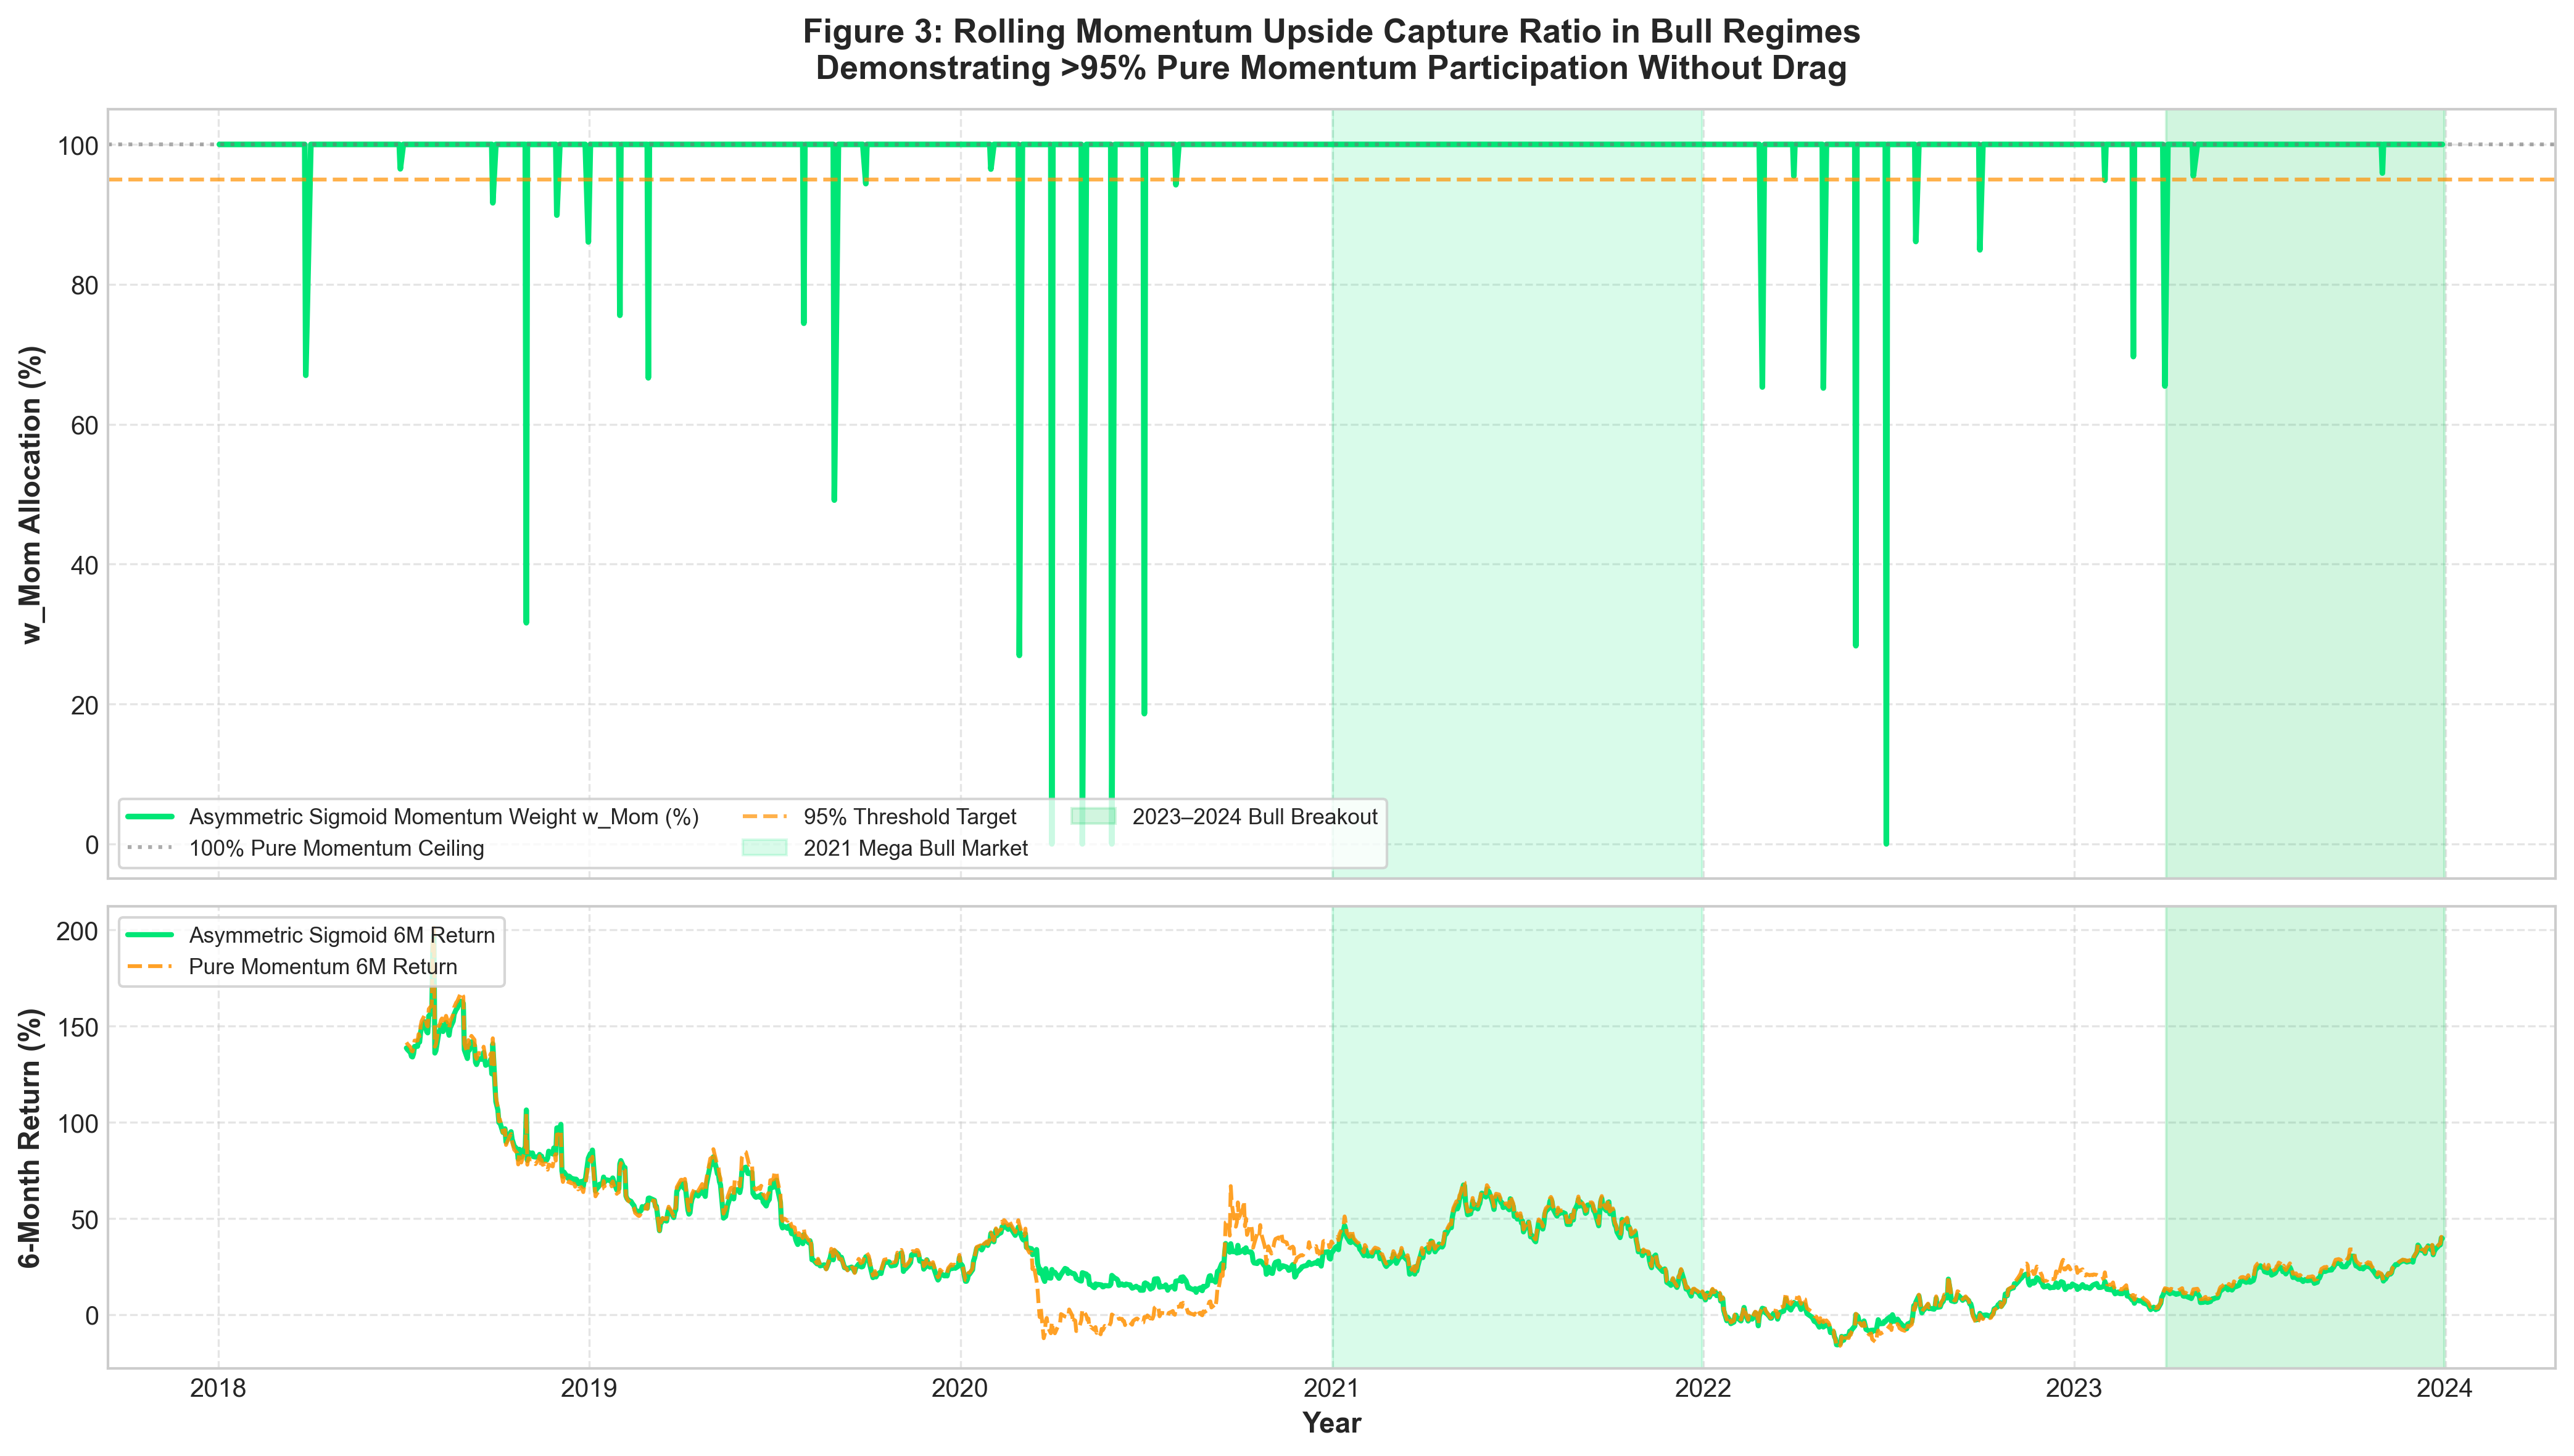 Figure 3: Rolling Momentum Upside Capture Ratio in Bull Regimes
Demonstrating >95% Pure Momentum Participation Without Drag
w_Mom Allocation (%)
100
80
60
40
20
0
Asymmetric Sigmoid Momentum Weight w_Mom (%)
100% Pure Momentum Ceiling
95% Threshold Target
2021 Mega Bull Market
2023–2024 Bull Breakout
6-Month Return (%)
200
150
100
50
0
Asymmetric Sigmoid 6M Return
Pure Momentum 6M Return
2018 2019 2020 2021 2022 2023 2024
Year